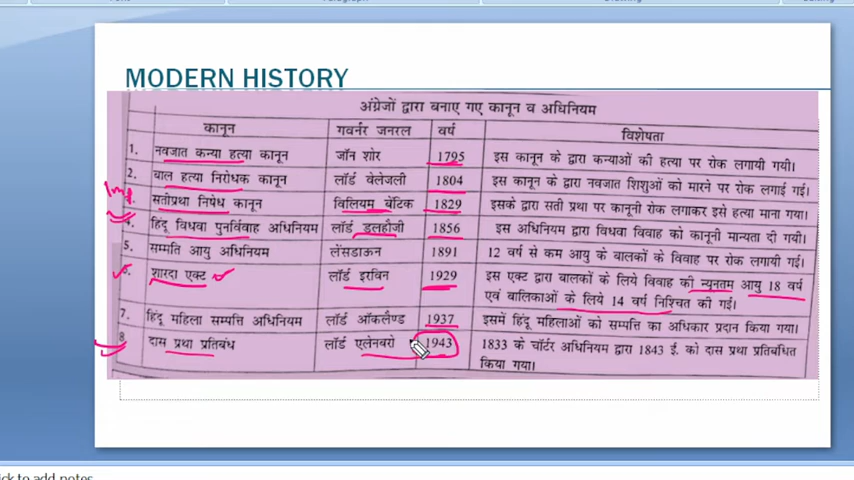 MODERN HISTORY
अंग्रेजों द्वारा बनाए गए कानून व अधिनियम
कानून गवर्नर जनरल वर्ष विशेषता
1. नवजात कन्या हत्या कानून जॉन शोर 1795 इस कानून के द्वारा कन्याओं की हत्या पर रोक लगायी गयी।
2. बाल हत्या निरोधक कानून लॉर्ड वेलेजली 1804 इस कानून के द्वारा नवजात शिशुओं को मारने पर रोक लगाई गई।
Imp
सतीप्रथा निषेध कानून विलियम बेंटिक 1829 इसके द्वारा सती प्रथा पर कानूनी रोक लगाकर इसे हत्या माना गया।
4. हिंदू विधवा पुनर्विवाह अधिनियम लॉर्ड डलहौजी 1856 इस अधिनियम द्वारा विधवा विवाह को कानूनी मान्यता दी गयी।
5. सम्मति आयु अधिनियम लेंसडाऊन 1891 12 वर्ष से कम आयु के बालकों के विवाह पर रोक लगायी गई।
शारदा एक्ट लॉर्ड इरविन 1929 इस एक्ट द्वारा बालकों के लिये विवाह की न्यूनतम आयु 18 वर्ष
एवं बालिकाओं के लिये 14 वर्ष निश्चित की गई।
7. हिंदू महिला सम्पत्ति अधिनियम लॉर्ड ऑकलैण्ड 1937 इसमें हिंदू महिलाओं को सम्पत्ति का अधिकार प्रदान किया गया।
8. दास प्रथा प्रतिबंध लॉर्ड एलेनबरो 1943 1833 के चॉर्टर अधिनियम द्वारा 1843 ई. को दास प्रथा प्रतिबंधित
किया गया।
to add notes